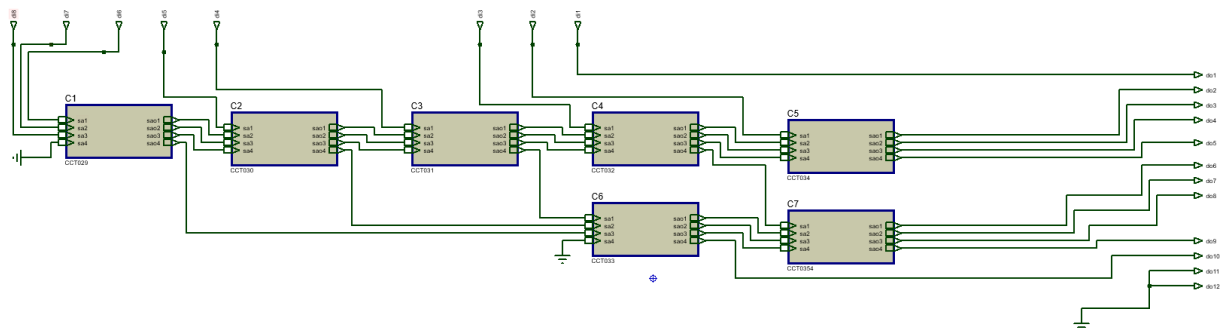 di8
di7
di6
di5
di4
di3
di2
di1
C1
sa1
sa2
sa3
sa4
sao1
sao2
sao3
sao4
CCT029
C2
sa1
sa2
sa3
sa4
sao1
sao2
sao3
sao4
CCT030
C3
sa1
sa2
sa3
sa4
sao1
sao2
sao3
sao4
CCT031
C4
sa1
sa2
sa3
sa4
sao1
sao2
sao3
sao4
CCT032
C5
sa1
sa2
sa3
sa4
sao1
sao2
sao3
sao4
CCT034
C6
sa1
sa2
sa3
sa4
sao1
sao2
sao3
sao4
CCT033
C7
sa1
sa2
sa3
sa4
sao1
sao2
sao3
sao4
CCT0354
do1
do2
do3
do4
do5
do6
do7
do8
do9
do10
do11
do12